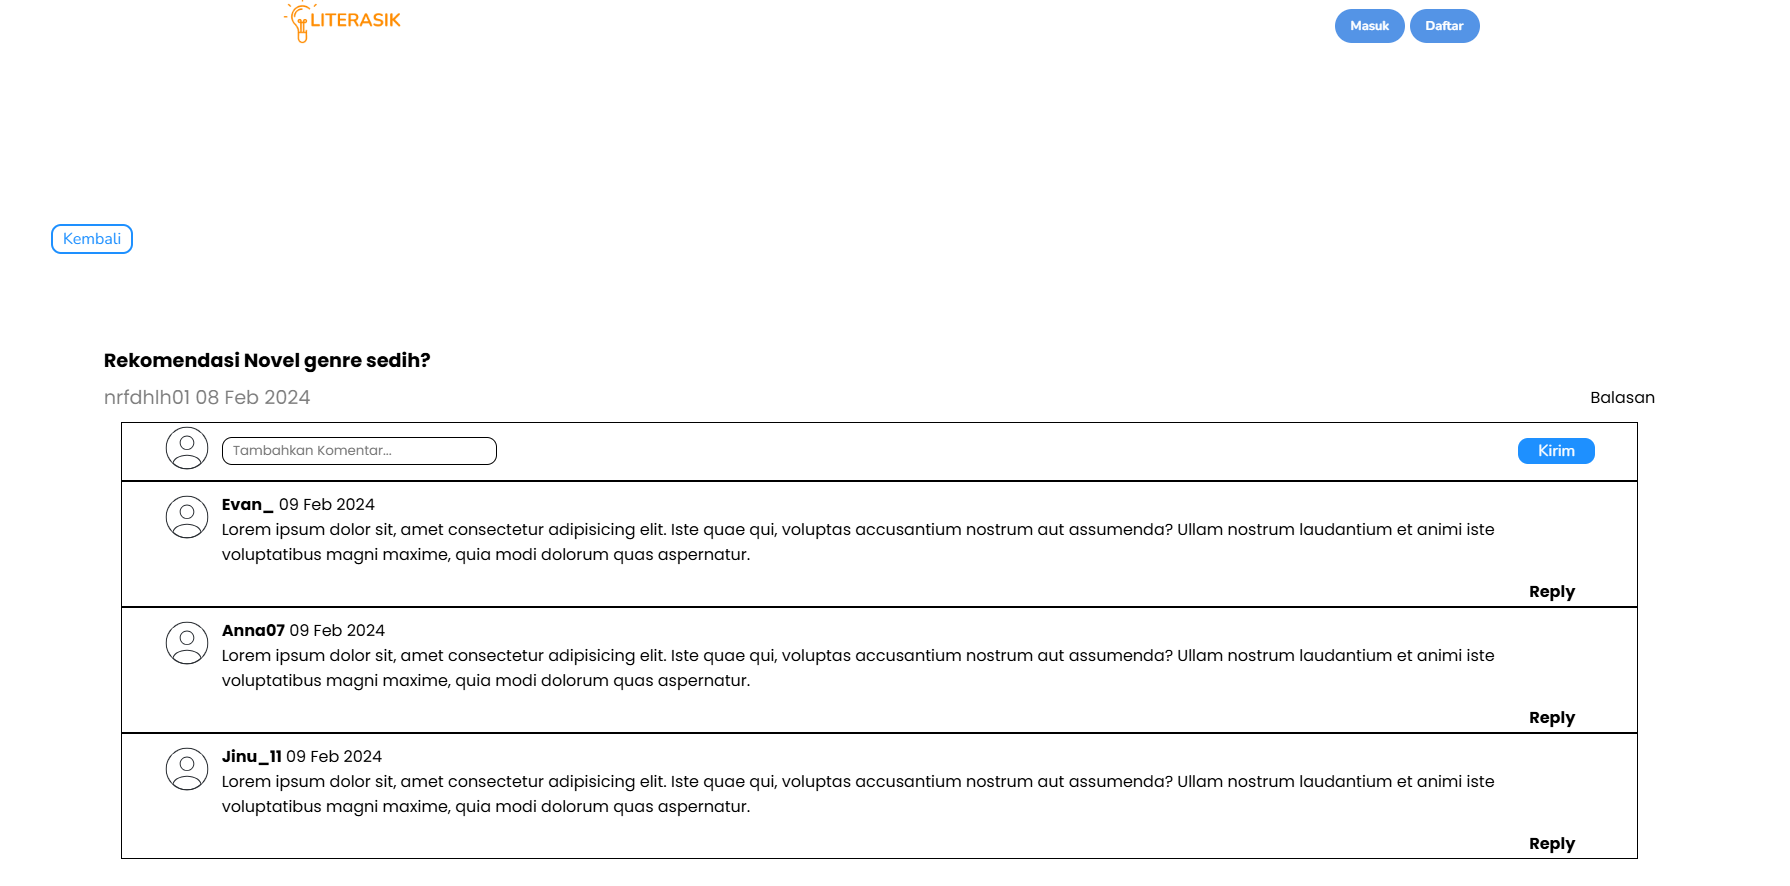 LITERASIK
Masuk Daftar
Kembali
Rekomendasi Novel genre sedih?
nrfdhlh01 08 Feb 2024
Balasan
Tambahkan Komentar...
Kirim
Evan_ 09 Feb 2024
Lorem ipsum dolor sit, amet consectetur adipisicing elit. Iste quae qui, voluptas accusantium nostrum aut assumenda? Ullam nostrum laudantium et animi iste
voluptatibus magni maxime, quia modi dolorum quas aspernatur.
Reply
Anna07 09 Feb 2024
Lorem ipsum dolor sit, amet consectetur adipisicing elit. Iste quae qui, voluptas accusantium nostrum aut assumenda? Ullam nostrum laudantium et animi iste
voluptatibus magni maxime, quia modi dolorum quas aspernatur.
Reply
Jinu_11 09 Feb 2024
Lorem ipsum dolor sit, amet consectetur adipisicing elit. Iste quae qui, voluptas accusantium nostrum aut assumenda? Ullam nostrum laudantium et animi iste
voluptatibus magni maxime, quia modi dolorum quas aspernatur.
Reply